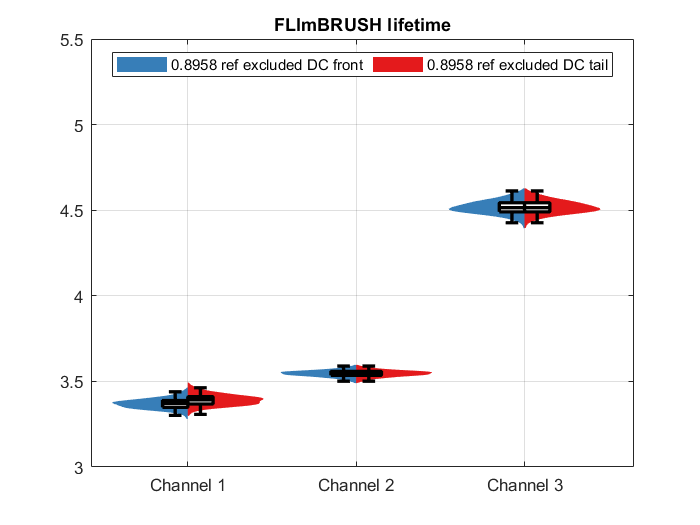 FLImBRUSH lifetime
0.8958 ref excluded DC front 0.8958 ref excluded DC tail
5.5
5
4.5
4
3.5
3
Channel 1 Channel 2 Channel 3